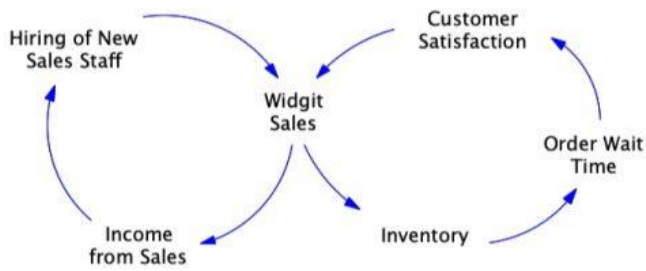 Hiring of New
Sales Staff
Customer
Satisfaction
Widgit
Sales
Order Wait
Time
Income
from Sales
Inventory